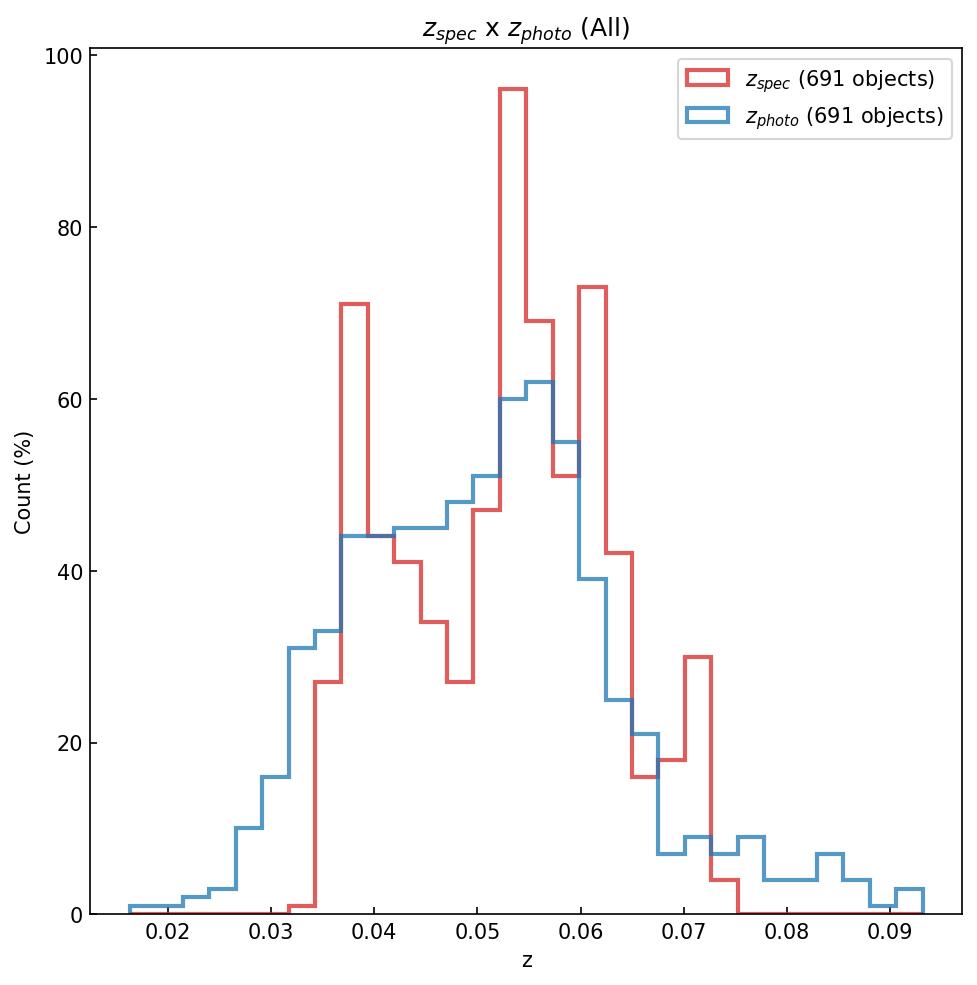 z_spec x z_photo (All)
z_spec (691 objects)
z_photo (691 objects)
Count (%)
100
80
60
40
20
0
0.02 0.03 0.04 0.05 0.06 0.07 0.08 0.09
z